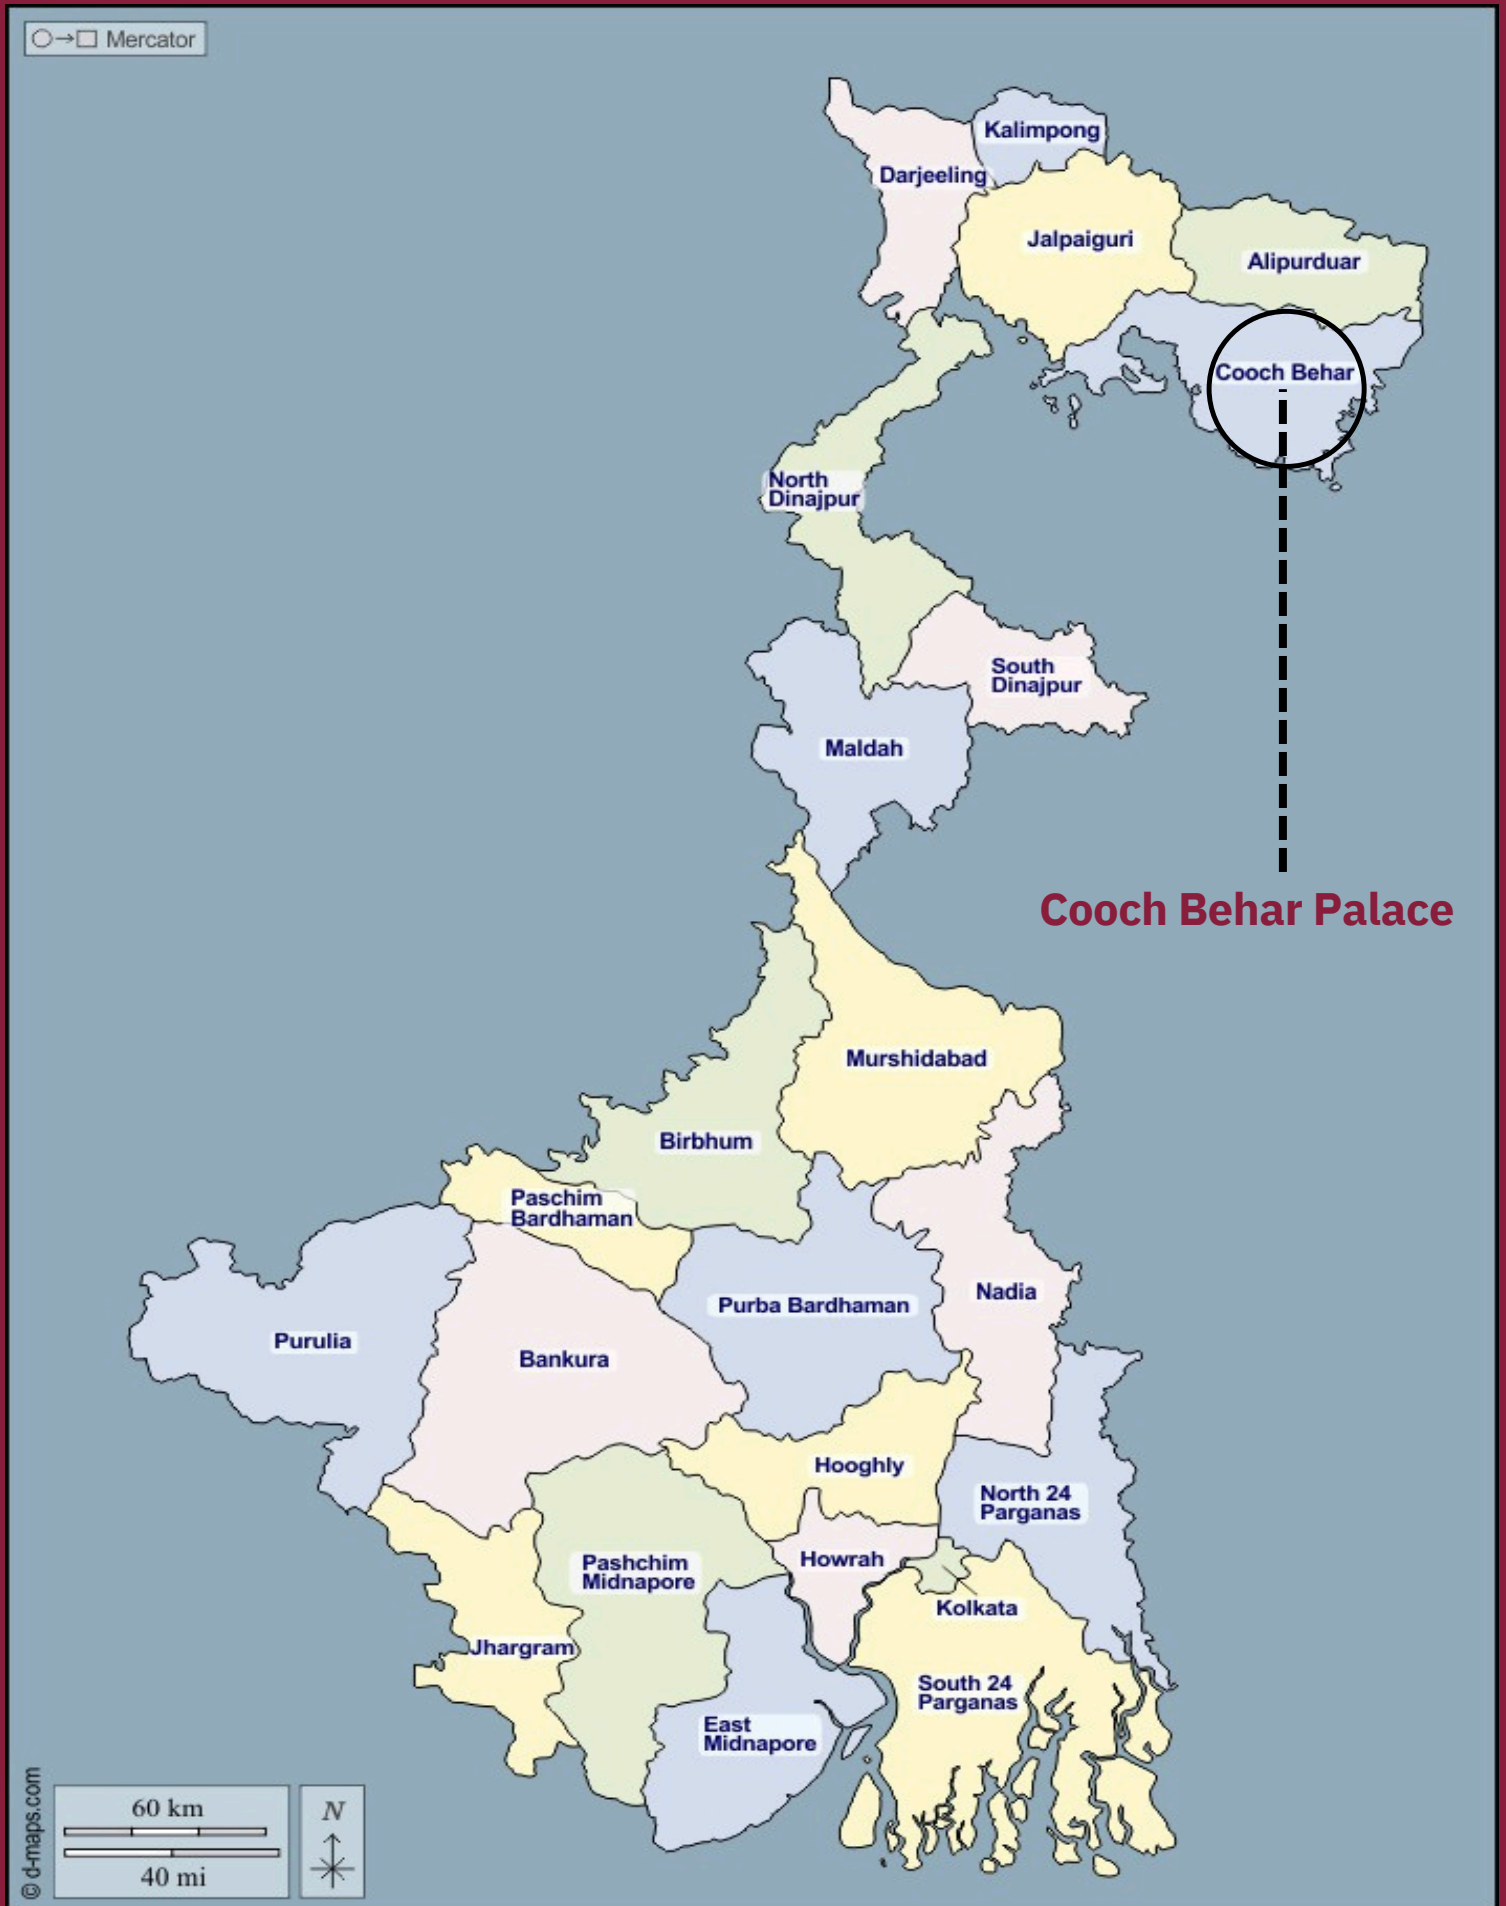 Mercator
Kalimpong
Darjeeling
Jalpaiguri
Alipurduar
Cooch Behar
North
Dinajpur
South
Dinajpur
Maldah
Cooch Behar Palace
Murshidabad
Birbhum
Paschim
Bardhaman
Nadia
Purba Bardhaman
Purulia
Bankura
Hooghly
North 24
Parganas
Howrah
Pashchim
Midnapore
Kolkata
Jhargram
South 24
Parganas
East
Midnapore
© d-maps.com
60 km
40 mi
N